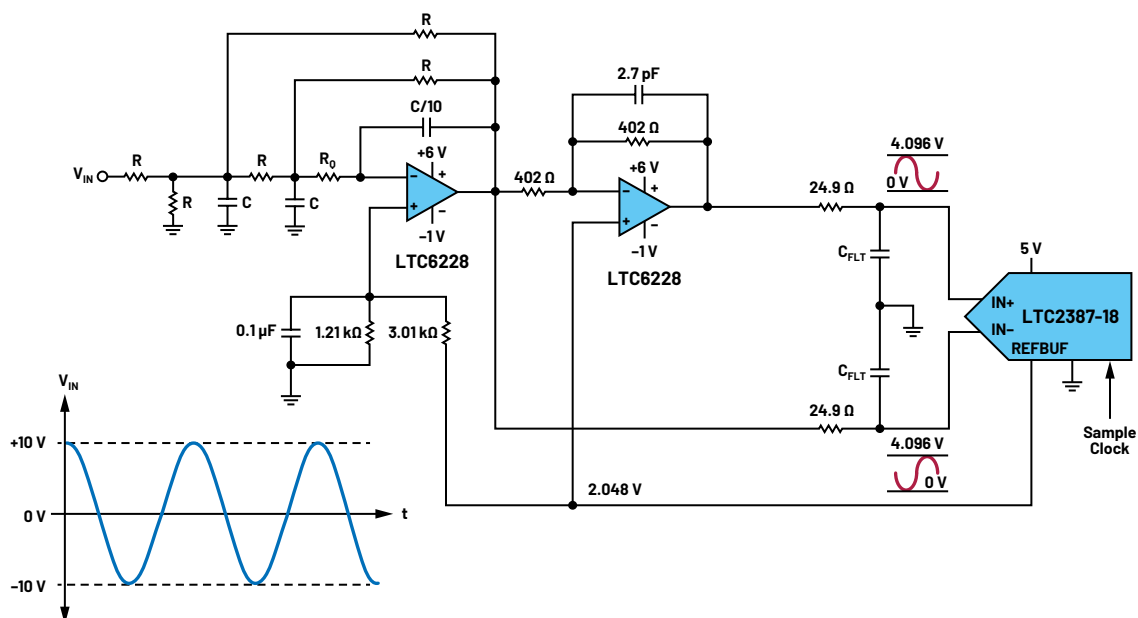 R
R
C/10
2.7 pF
402 Ω
+6 V
+6 V
4.096 V
0 V
V_IN
R
R
R_Q
R
C
C
–
+
+
–
–1 V
LTC6228
402 Ω
–
+
+
–
–1 V
LTC6228
24.9 Ω
C_FLT
5 V
IN+
LTC2387-18
IN–
REFBUF
0.1 µF
1.21 kΩ
3.01 kΩ
C_FLT
24.9 Ω
Sample
Clock
4.096 V
0 V
2.048 V
V_IN
+10 V
0 V
t
–10 V